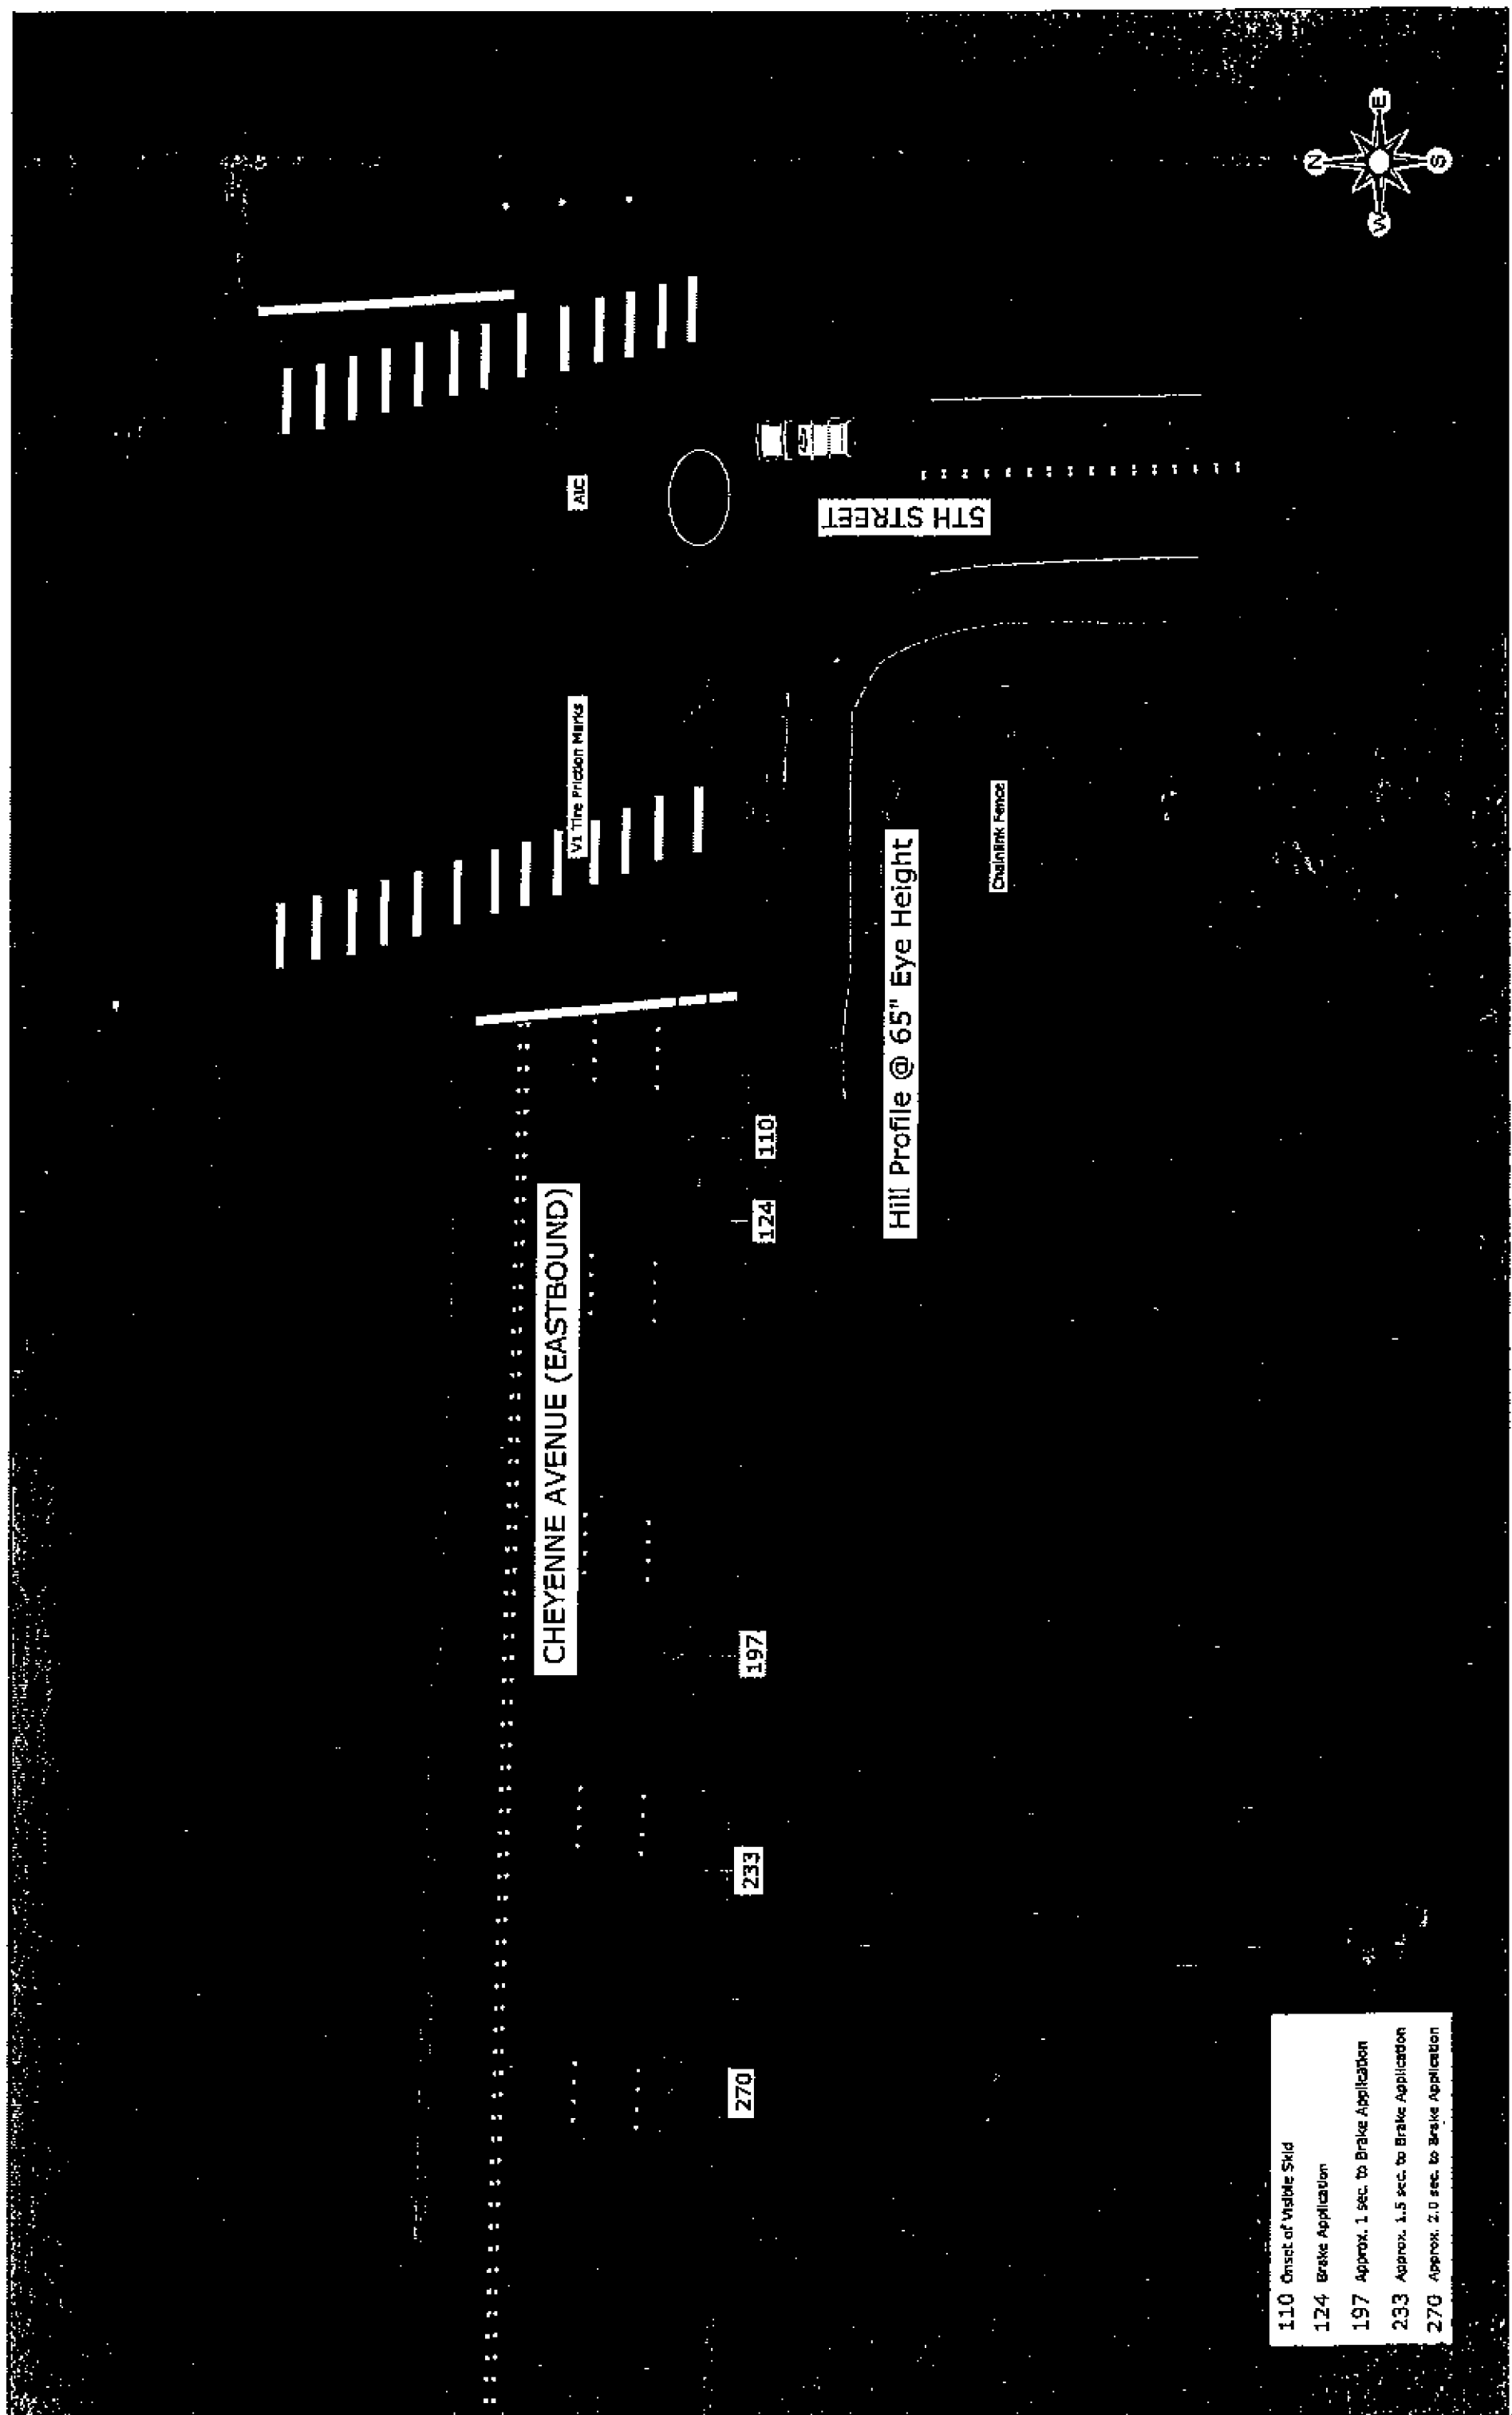 N
E
S
W
AIC
5TH STREET
V1 Tire Friction Marks
Chainlink Fence
Hill Profile @ 65" Eye Height
CHEYENNE AVENUE (EASTBOUND)
110
124
197
233
270
110 Onset of Visible Skid
124 Brake Application
197 Approx. 1 sec. to Brake Application
233 Approx. 1.5 sec. to Brake Application
270 Approx. 2.0 sec. to Brake Application